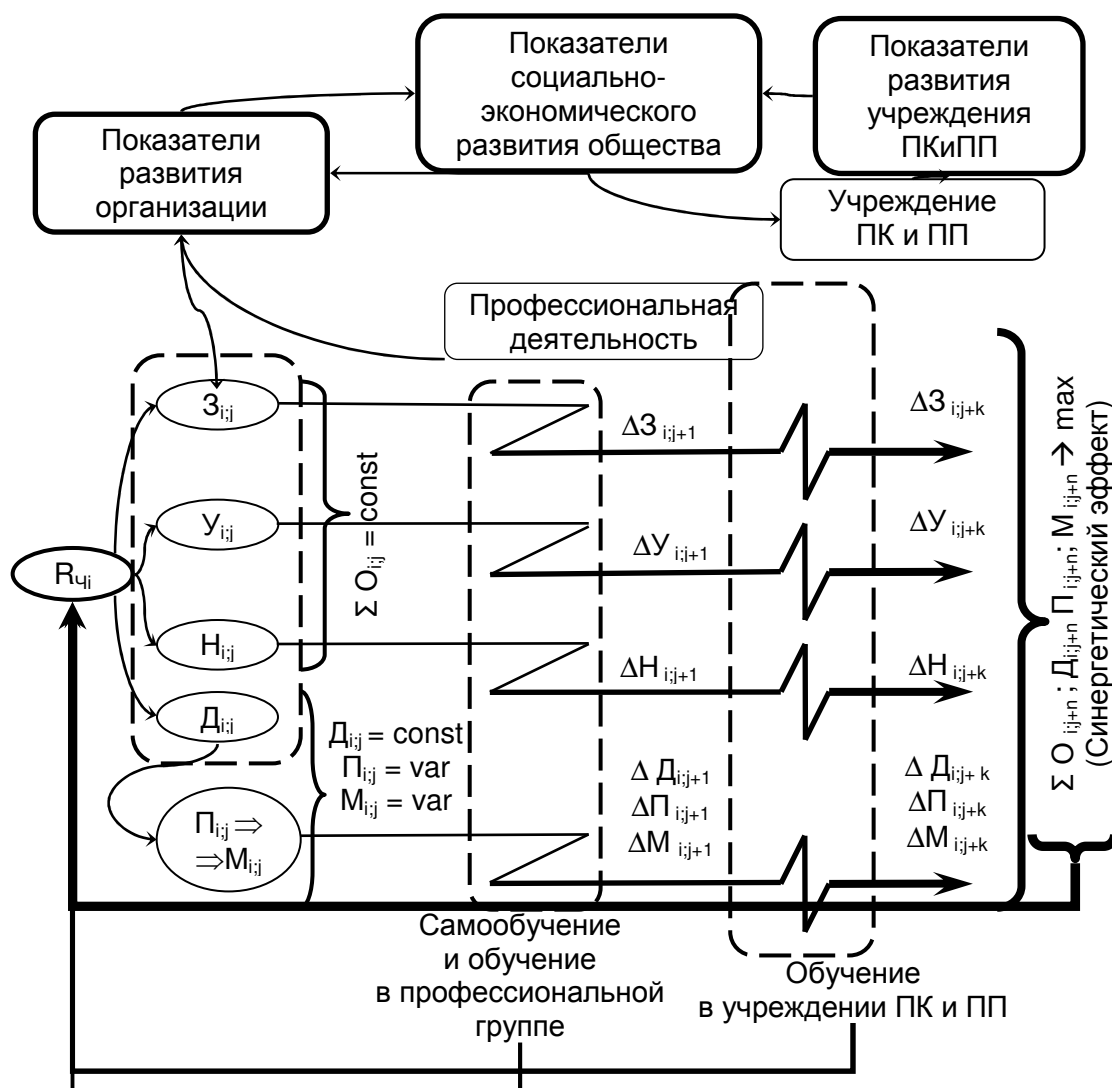 Показатели
социально-
экономического
развития общества
Показатели
развития
учреждения
ПКиПП
Показатели
развития
организации
Учреждение
ПК и ПП
Профессиональная
деятельность
З i;j
У i;j
R Чi
Н i;j
Д i;j
П i;j ⇒
⇒М i;j
Σ O i;j = const
Д i;j = const
П i;j = var
М i;j = var
ΔЗ i;j+1
ΔУ i;j+1
ΔН i;j+1
Δ Д i;j+1
ΔП i;j+1
ΔМ i;j+1
ΔЗ i;j+k
ΔУ i;j+k
ΔН i;j+k
Δ Д i;j+ k
ΔП i;j+k
ΔМ i;j+k
Σ O i;j+n ; Д i;j+n П i;j+n; М i;j+n → max
(Синергетический эффект)
Самообучение
и обучение
в профессиональной
группе
Обучение
в учреждении ПК и ПП